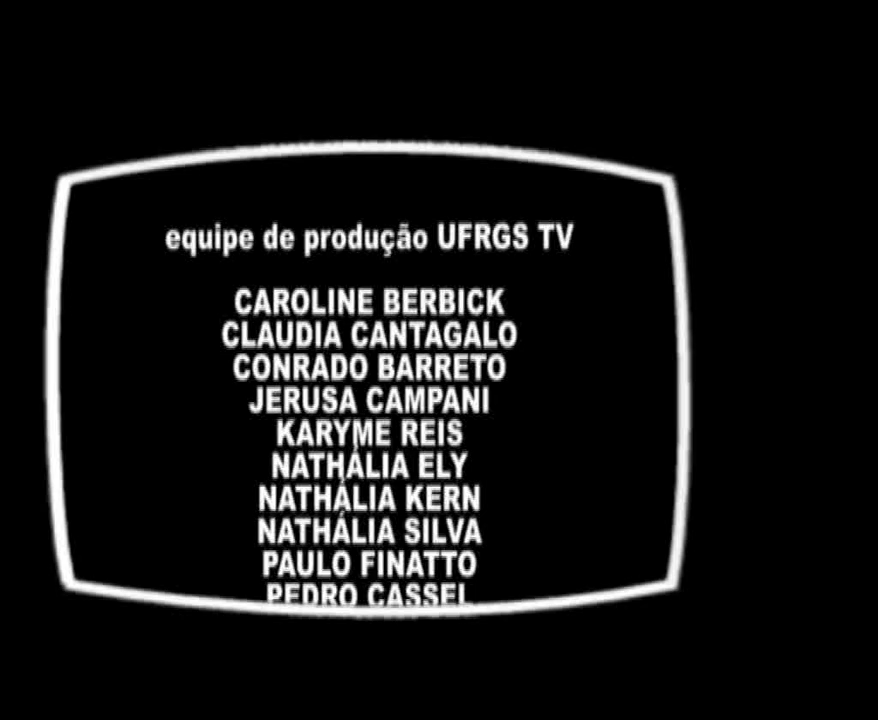 equipe de produção UFRGS TV
CAROLINE BERBICK
CLAUDIA CANTAGALO
CONRADO BARRETO
JERUSA CAMPANI
KARYME REIS
NATHÁLIA ELY
NATHÁLIA KERN
NATHÁLIA SILVA
PAULO FINATTO
PEDRO CASSEL